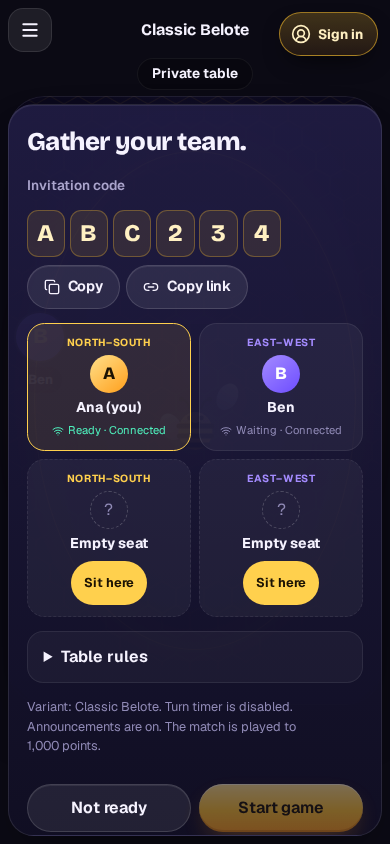 Classic Belote
Sign in
Private table
Gather your team.
Invitation code
A B C 2 3 4
Copy
Copy link
NORTH–SOUTH
A
Ana (you)
Ready · Connected
EAST–WEST
B
Ben
Waiting · Connected
NORTH–SOUTH
?
Empty seat
Sit here
EAST–WEST
?
Empty seat
Sit here
Table rules
Variant: Classic Belote. Turn timer is disabled.
Announcements are on. The match is played to
1,000 points.
Not ready
Start game